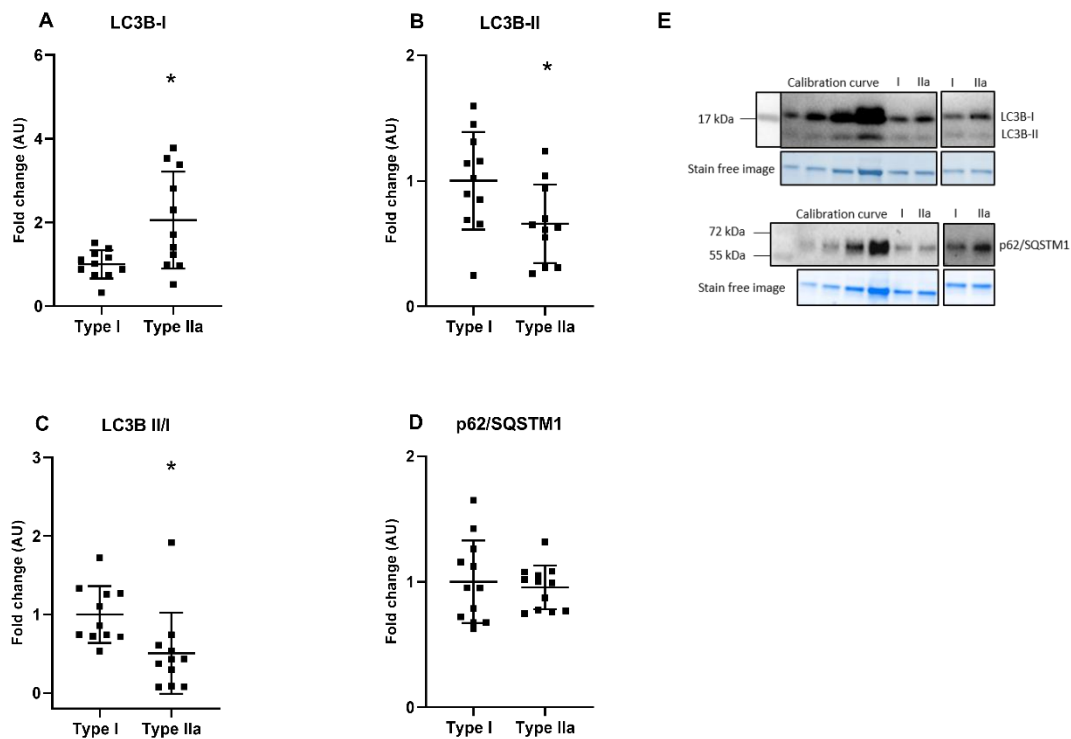 A
LC3B-I
Fold change (AU)
6
4
2
0
*
Type I
Type IIa
B
LC3B-II
Fold change (AU)
2
1
0
*
Type I
Type IIa
E
Calibration curve
I
IIa
I
IIa
17 kDa
LC3B-I
LC3B-II
Stain free image
Calibration curve
I
IIa
I
IIa
72 kDa
55 kDa
p62/SQSTM1
Stain free image
C
LC3B II/I
Fold change (AU)
3
2
1
0
*
Type I
Type IIa
D
p62/SQSTM1
Fold change (AU)
2
1
0
Type I
Type IIa